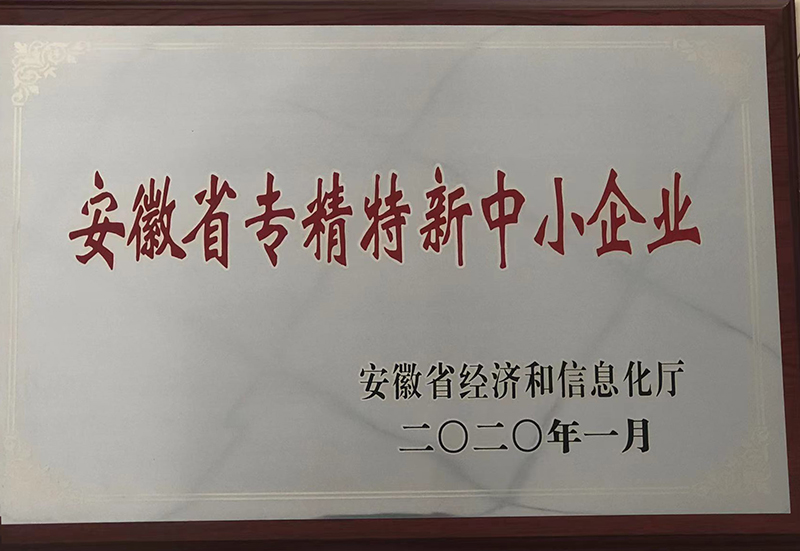 安徽省专精特新中小企业
安徽省经济和信息化厅
二〇二〇年一月